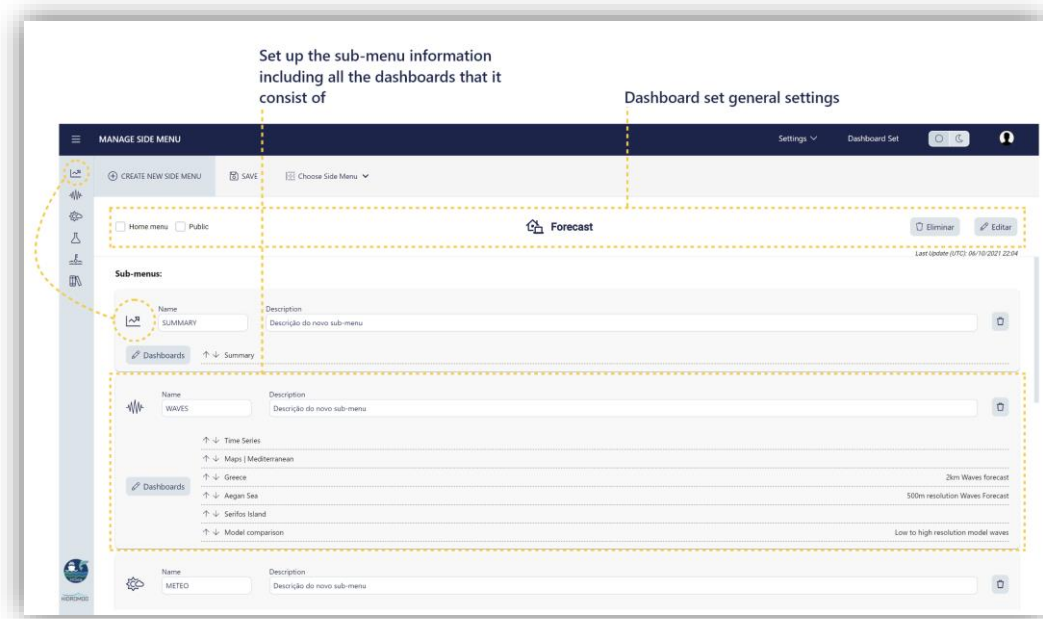 Set up the sub-menu information
including all the dashboards that it
consist of
Dashboard set general settings
MANAGE SIDE MENU
Settings
Dashboard Set
CREATE NEW SIDE MENU
SAVE
Choose Side Menu
Home menu
Public
Forecast
Eliminar
Editar
Last Update (UTC): 06/10/2021 22:04
Sub-menus:
Name
Description
SUMMARY
Descrição do novo sub-menu
Dashboards
Summary
Name
Description
WAVES
Descrição do novo sub-menu
Time Series
Maps | Mediterranean
Dashboards
Greece
2km Waves forecast
Aegan Sea
500m resolution Waves Forecast
Serifos Island
Model comparison
Low to high resolution model waves
Name
Description
METEO
Descrição do novo sub-menu